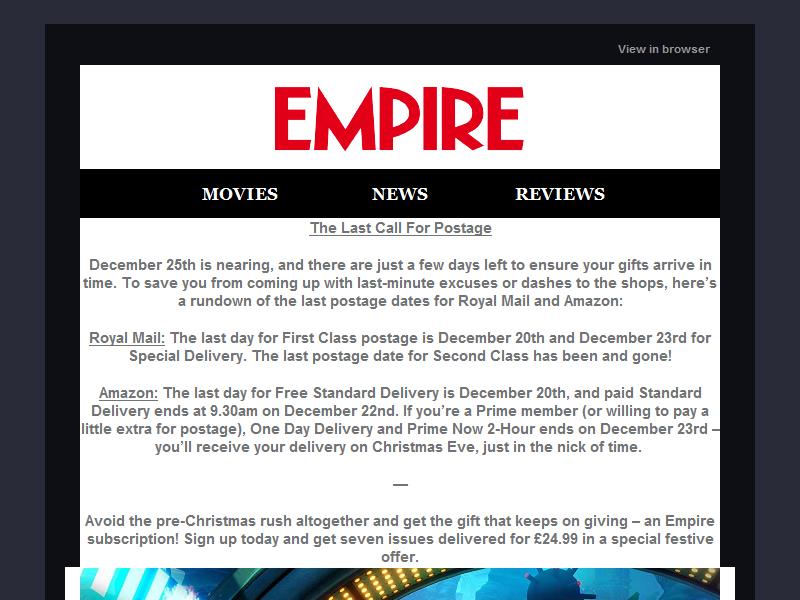 View in browser
EMPIRE
MOVIES NEWS REVIEWS
The Last Call For Postage
December 25th is nearing, and there are just a few days left to ensure your gifts arrive in
time. To save you from coming up with last-minute excuses or dashes to the shops, here’s
a rundown of the last postage dates for Royal Mail and Amazon:
Royal Mail: The last day for First Class postage is December 20th and December 23rd for
Special Delivery. The last postage date for Second Class has been and gone!
Amazon: The last day for Free Standard Delivery is December 20th, and paid Standard
Delivery ends at 9.30am on December 22nd. If you’re a Prime member (or willing to pay a
little extra for postage), One Day Delivery and Prime Now 2-Hour ends on December 23rd –
you’ll receive your delivery on Christmas Eve, just in the nick of time.
—
Avoid the pre-Christmas rush altogether and get the gift that keeps on giving – an Empire
subscription! Sign up today and get seven issues delivered for £24.99 in a special festive
offer.